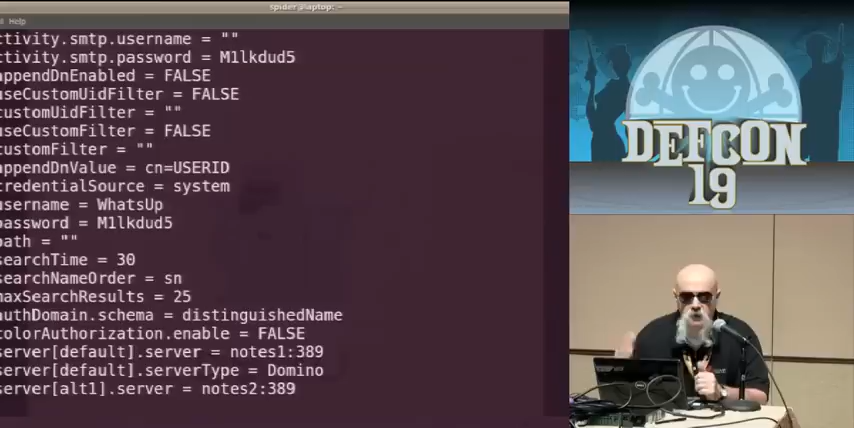 spider@laptop: ~
Help
ctivity.smtp.username = ""
ctivity.smtp.password = M1lkdud5
appendDnEnabled = FALSE
useCustomUidFilter = FALSE
customUidFilter = ""
useCustomFilter = FALSE
customFilter = ""
appendDnValue = cn=USERID
credentialSource = system
username = WhatsUp
password = M1lkdud5
path = ""
searchTime = 30
searchNameOrder = sn
maxSearchResults = 25
authDomain.schema = distinguishedName
colorAuthorization.enable = FALSE
server[default].server = notes1:389
server[default].serverType = Domino
server[alt1].server = notes2:389
DEFCON
19